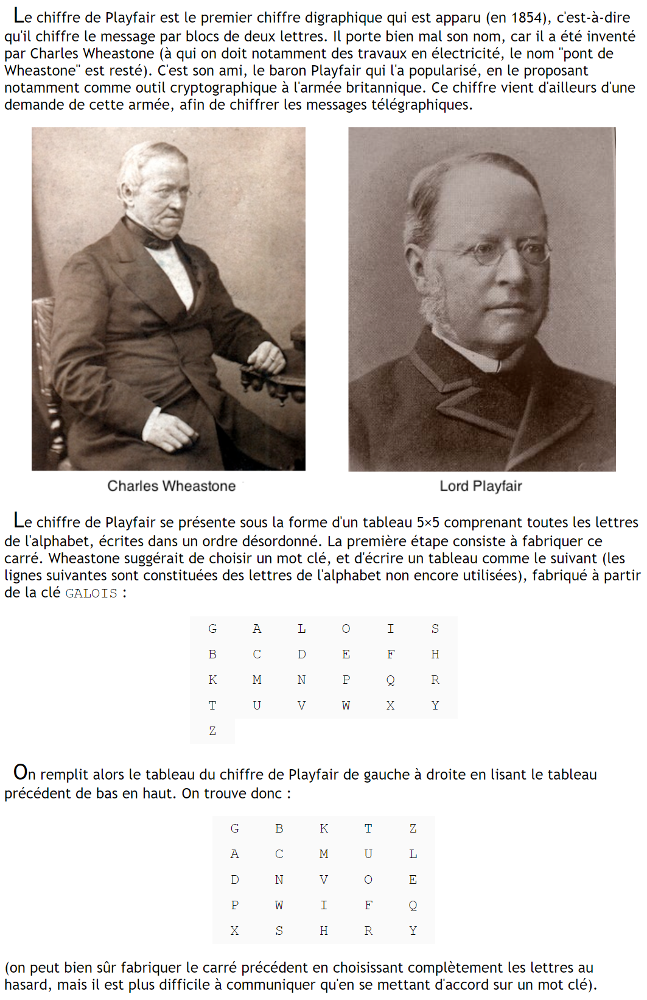 Le chiffre de Playfair est le premier chiffre digraphique qui est apparu (en 1854), c'est-à-dire
qu'il chiffre le message par blocs de deux lettres. Il porte bien mal son nom, car il a été inventé
par Charles Wheastone (à qui on doit notamment des travaux en électricité, le nom "pont de
Wheastone" est resté). C'est son ami, le baron Playfair qui l'a popularisé, en le proposant
notamment comme outil cryptographique à l'armée britannique. Ce chiffre vient d'ailleurs d'une
demande de cette armée, afin de chiffrer les messages télégraphiques.
Charles Wheastone
Lord Playfair
Le chiffre de Playfair se présente sous la forme d'un tableau 5×5 comprenant toutes les lettres
de l'alphabet, écrites dans un ordre désordonné. La première étape consiste à fabriquer ce
carré. Wheastone suggérait de choisir un mot clé, et d'écrire un tableau comme le suivant (les
lignes suivantes sont constituées des lettres de l'alphabet non encore utilisées), fabriqué à partir
de la clé GALOIS :
G A L O I S
B C D E F H
K M N P Q R
T U V W X Y
Z
On remplit alors le tableau du chiffre de Playfair de gauche à droite en lisant le tableau
précédent de bas en haut. On trouve donc :
G B K T Z
A C M U L
D N V O E
P W I F Q
X S H R Y
(on peut bien sûr fabriquer le carré précédent en choisissant complètement les lettres au
hasard, mais il est plus difficile à communiquer qu'en se mettant d'accord sur un mot clé).